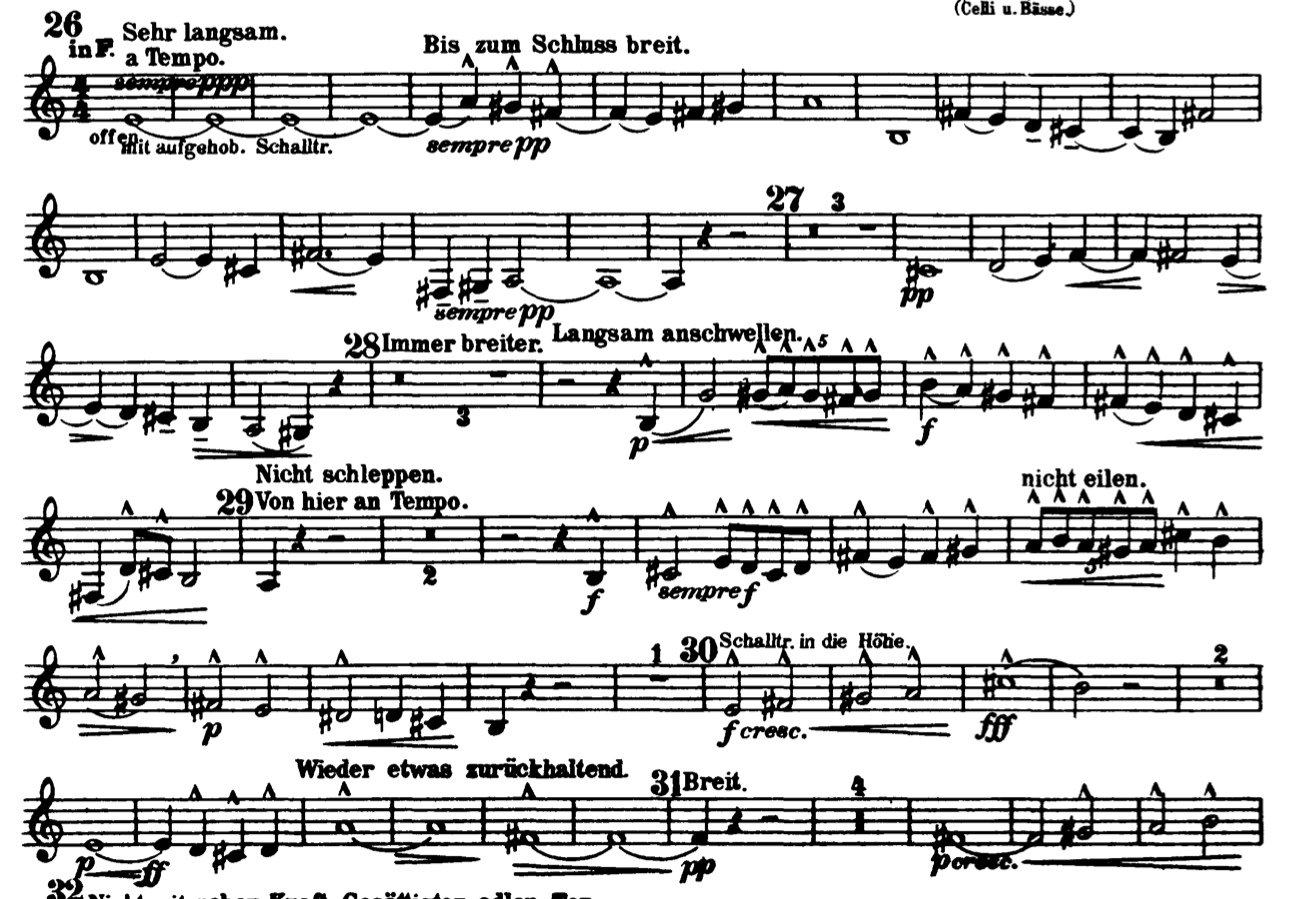 (Celli u. Bässe.)
26 Sehr langsam.
in F. a Tempo. Bis zum Schluss breit.
sempre ppp
offen
mit aufgehob. Schalltr. sempre pp
27 3
sempre pp pp
28 Immer breiter. Langsam anschwellen.
5
3 p f
Nicht schleppen.
29 Von hier an Tempo. nicht eilen.
2 f sempre f 5
1 30 Schalltr. in die Höhe. 2
p f cresc. fff
Wieder etwas zurückhaltend.
31 Breit. 4
p ff pp p cresc.
32